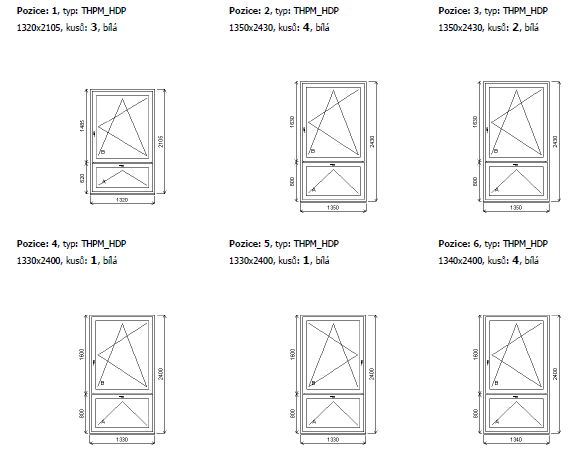 Pozice: 1, typ: THPM_HDP
1320x2105, kusů: 3, bílá
Pozice: 2, typ: THPM_HDP
1350x2430, kusů: 4, bílá
Pozice: 3, typ: THPM_HDP
1350x2430, kusů: 2, bílá
1485
620
2105
B
A
1320
1630
800
2430
B
A
1350
1630
800
2430
B
A
1350
Pozice: 4, typ: THPM_HDP
1330x2400, kusů: 1, bílá
Pozice: 5, typ: THPM_HDP
1330x2400, kusů: 1, bílá
Pozice: 6, typ: THPM_HDP
1340x2400, kusů: 4, bílá
1600
800
2400
B
A
1330
1600
800
2400
B
A
1330
1600
800
2400
B
A
1340